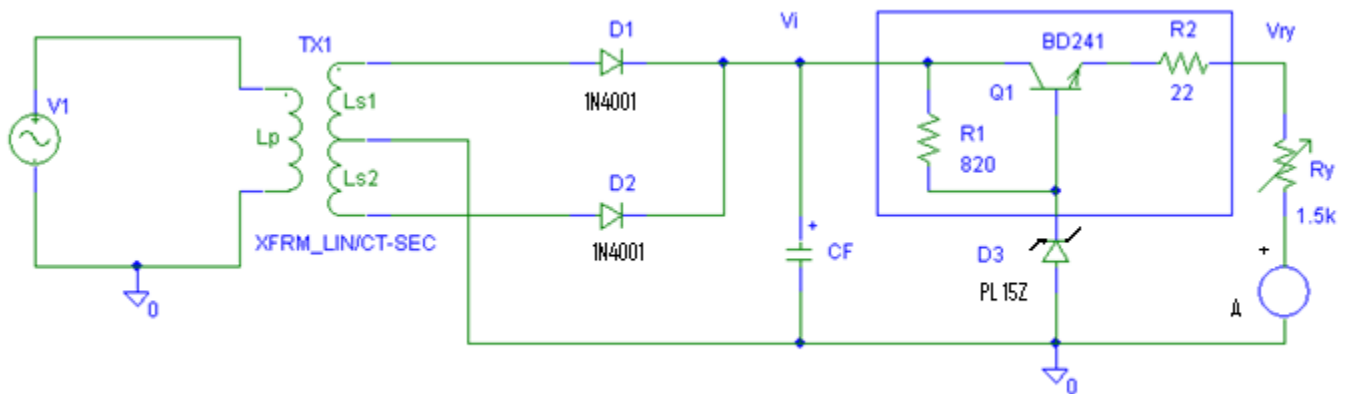 V1
TX1
Lp
Ls1
Ls2
XFRM_LIN/CT-SEC
0
D1
1N4001
D2
1N4001
Vi
CF
BD241
Q1
R1
820
R2
22
D3
PL 15Z
Vry
Ry
1.5k
A
0